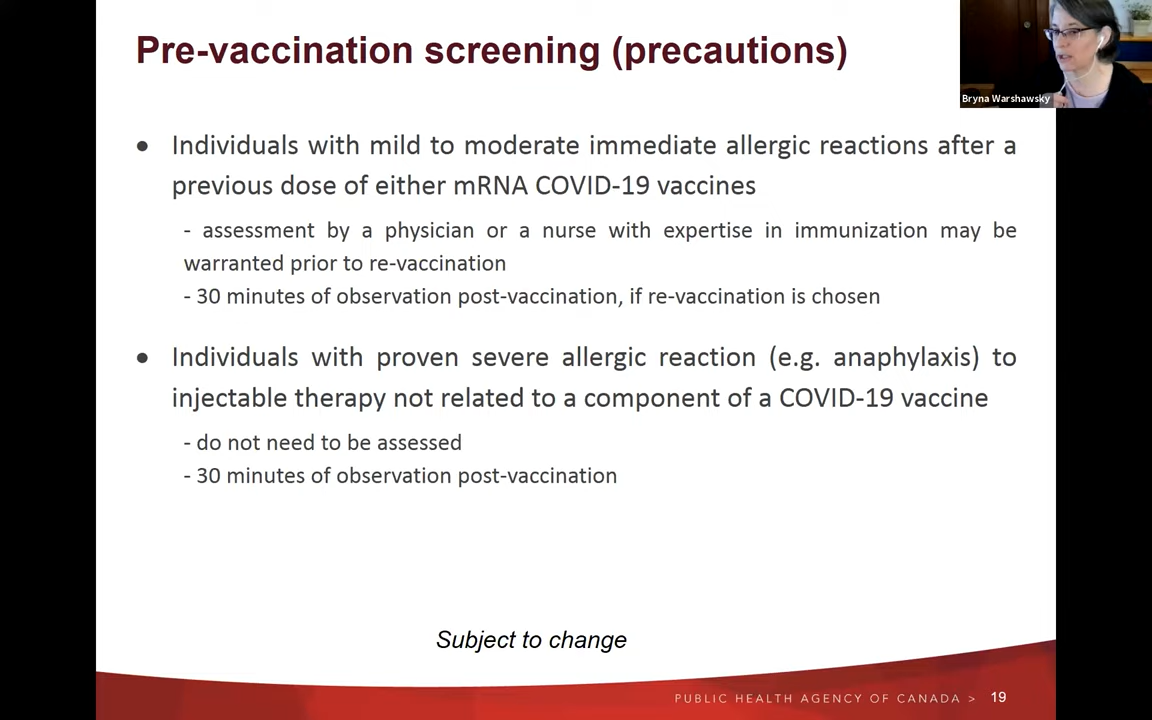 Pre-vaccination screening (precautions)
Bryna Warshawsky
● Individuals with mild to moderate immediate allergic reactions after a
previous dose of either mRNA COVID-19 vaccines
- assessment by a physician or a nurse with expertise in immunization may be
warranted prior to re-vaccination
- 30 minutes of observation post-vaccination, if re-vaccination is chosen
● Individuals with proven severe allergic reaction (e.g. anaphylaxis) to
injectable therapy not related to a component of a COVID-19 vaccine
- do not need to be assessed
- 30 minutes of observation post-vaccination
Subject to change
PUBLIC HEALTH AGENCY OF CANADA > 19